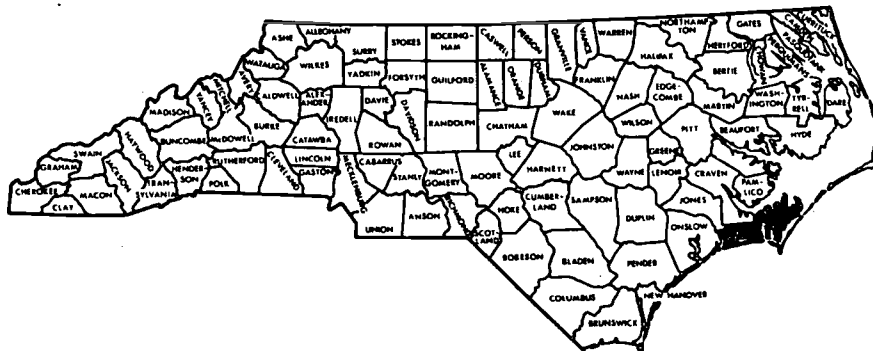 ASHE
ALLEGHANY
SURRY
STOKES
ROCKING-
HAM
CASWELL
PERSON
GRANVILLE
VANCE
WARREN
NORTHAMP
TON
GATES
CURRITUCK
HERTFORD
HALIFAX
BERTIE
WATAUGA
WILKES
YADKIN
FORSYTH
GUILFORD
ALAMANCE
ORANGE
DURHAM
FRANKLIN
NASH
EDGE-
COMBE
MARTIN
WASH-
INGTON
TYR-
RELL
DARE
MADISON
YANCEY
MITCHELL
AVERY
CALDWELL
ALEX-
ANDER
IREDELL
DAVIE
DAVIDSON
RANDOLPH
CHATHAM
WAKE
WILSON
PITT
BEAUFORT
HYDE
BUNCOMBE
McDOWELL
BURKE
CATAWBA
ROWAN
JOHNSTON
GREENE
SWAIN
HAYWOOD
RUTHERFORD
LINCOLN
CABARRUS
STANLY
MONT-
GOMERY
MOORE
LEE
HARNETT
WAYNE
LENOIR
CRAVEN
PAM-
LICO
GRAHAM
JACKSON
HENDER-
SON
POLK
CLEVELAND
GASTON
MECKLENBURG
CHEROKEE
MACON
TRAN-
SYLVANIA
CLAY
UNION
ANSON
RICHMOND
SCOT-
LAND
HOKE
CUMBER-
LAND
SAMPSON
DUPLIN
JONES
ONSLOW
ROBESON
BLADEN
PENDER
COLUMBUS
NEW HANOVER
BRUNSWICK